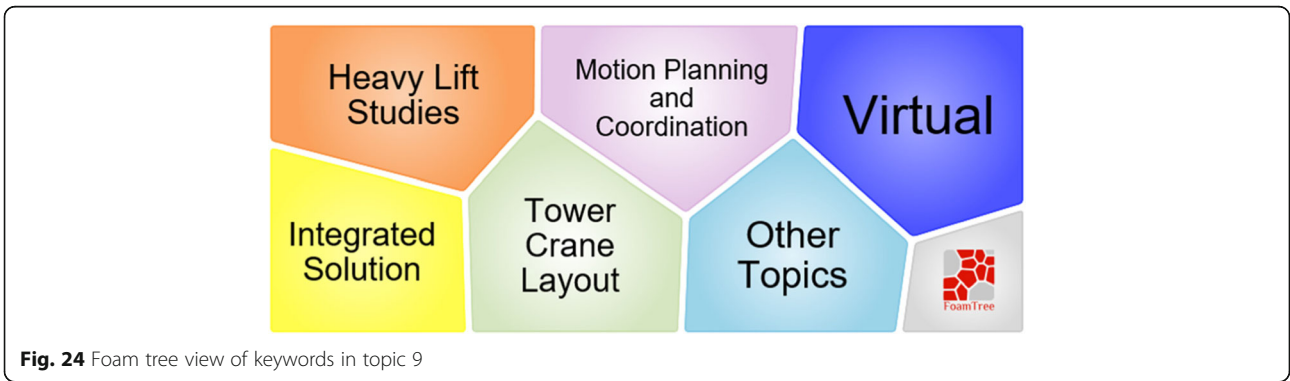 Heavy Lift
Studies
Motion Planning
and
Coordination
Virtual
Integrated
Solution
Tower
Crane
Layout
Other
Topics
FoamTree
Fig. 24 Foam tree view of keywords in topic 9